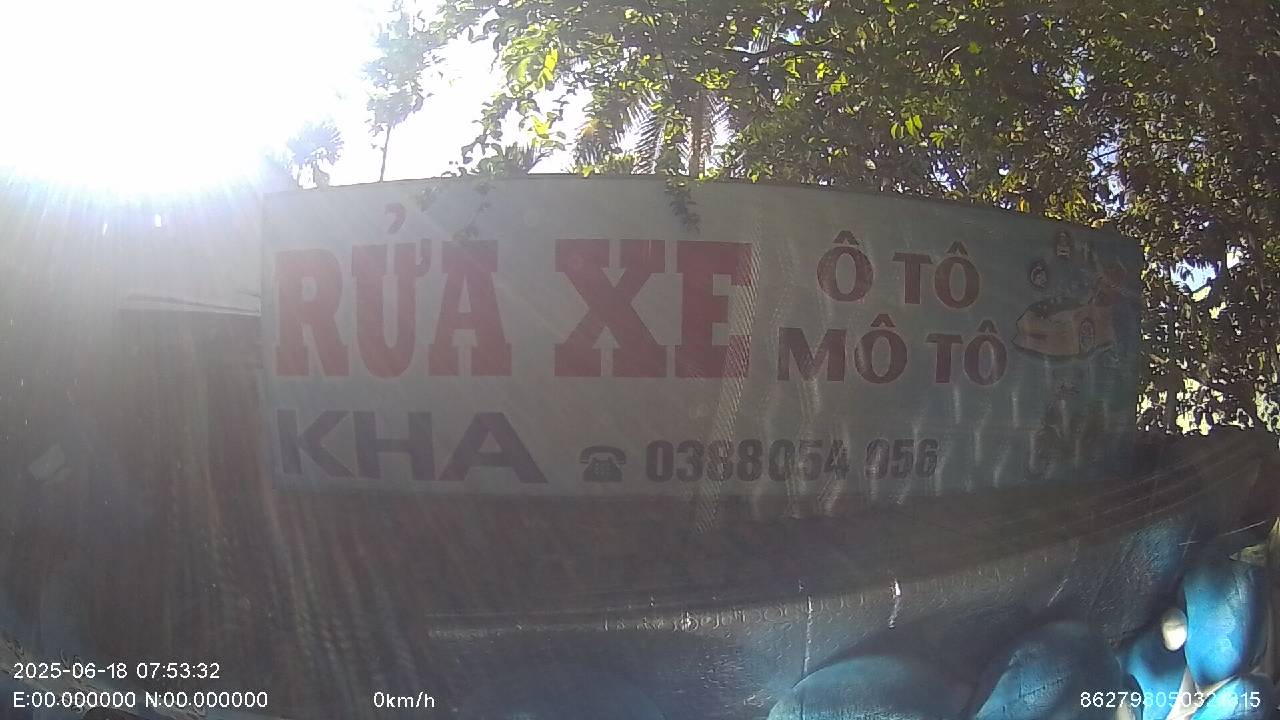 RỬA XE
Ô TÔ
MÔ TÔ
KHA
0388054 056
2025-06-18 07:53:32
E:00.000000 N:00.000000
0km/h